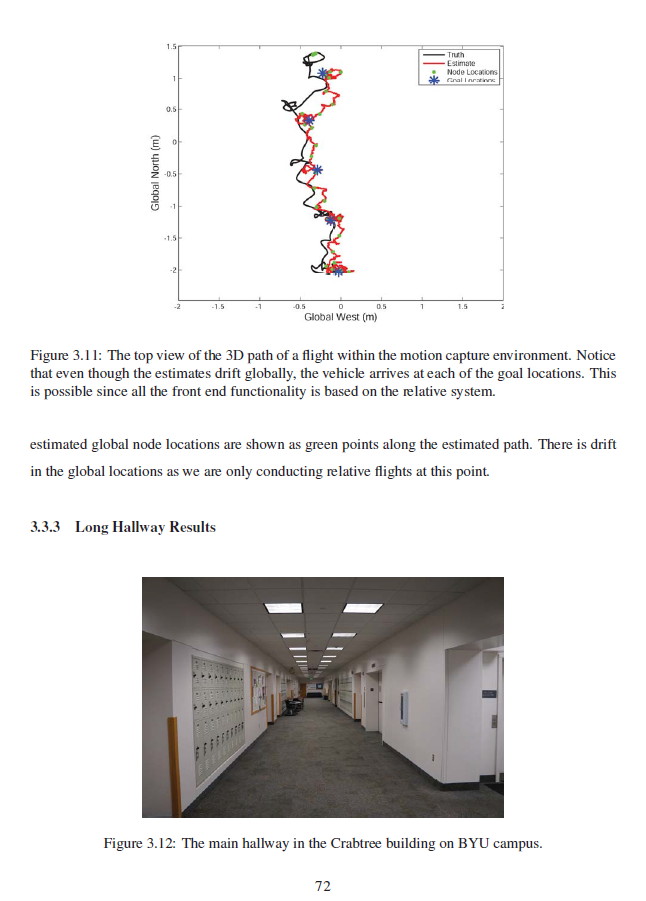 1.5
1
0.5
0
-0.5
-1
-1.5
-2
Global North (m)
Truth
Estimate
Node Locations
Goal Locations
-2 -1.5 -1 -0.5 0 0.5 1 1.5 2
Global West (m)
Figure 3.11: The top view of the 3D path of a flight within the motion capture environment. Notice
that even though the estimates drift globally, the vehicle arrives at each of the goal locations. This
is possible since all the front end functionality is based on the relative system.
estimated global node locations are shown as green points along the estimated path. There is drift
in the global locations as we are only conducting relative flights at this point.
3.3.3 Long Hallway Results
Figure 3.12: The main hallway in the Crabtree building on BYU campus.
72